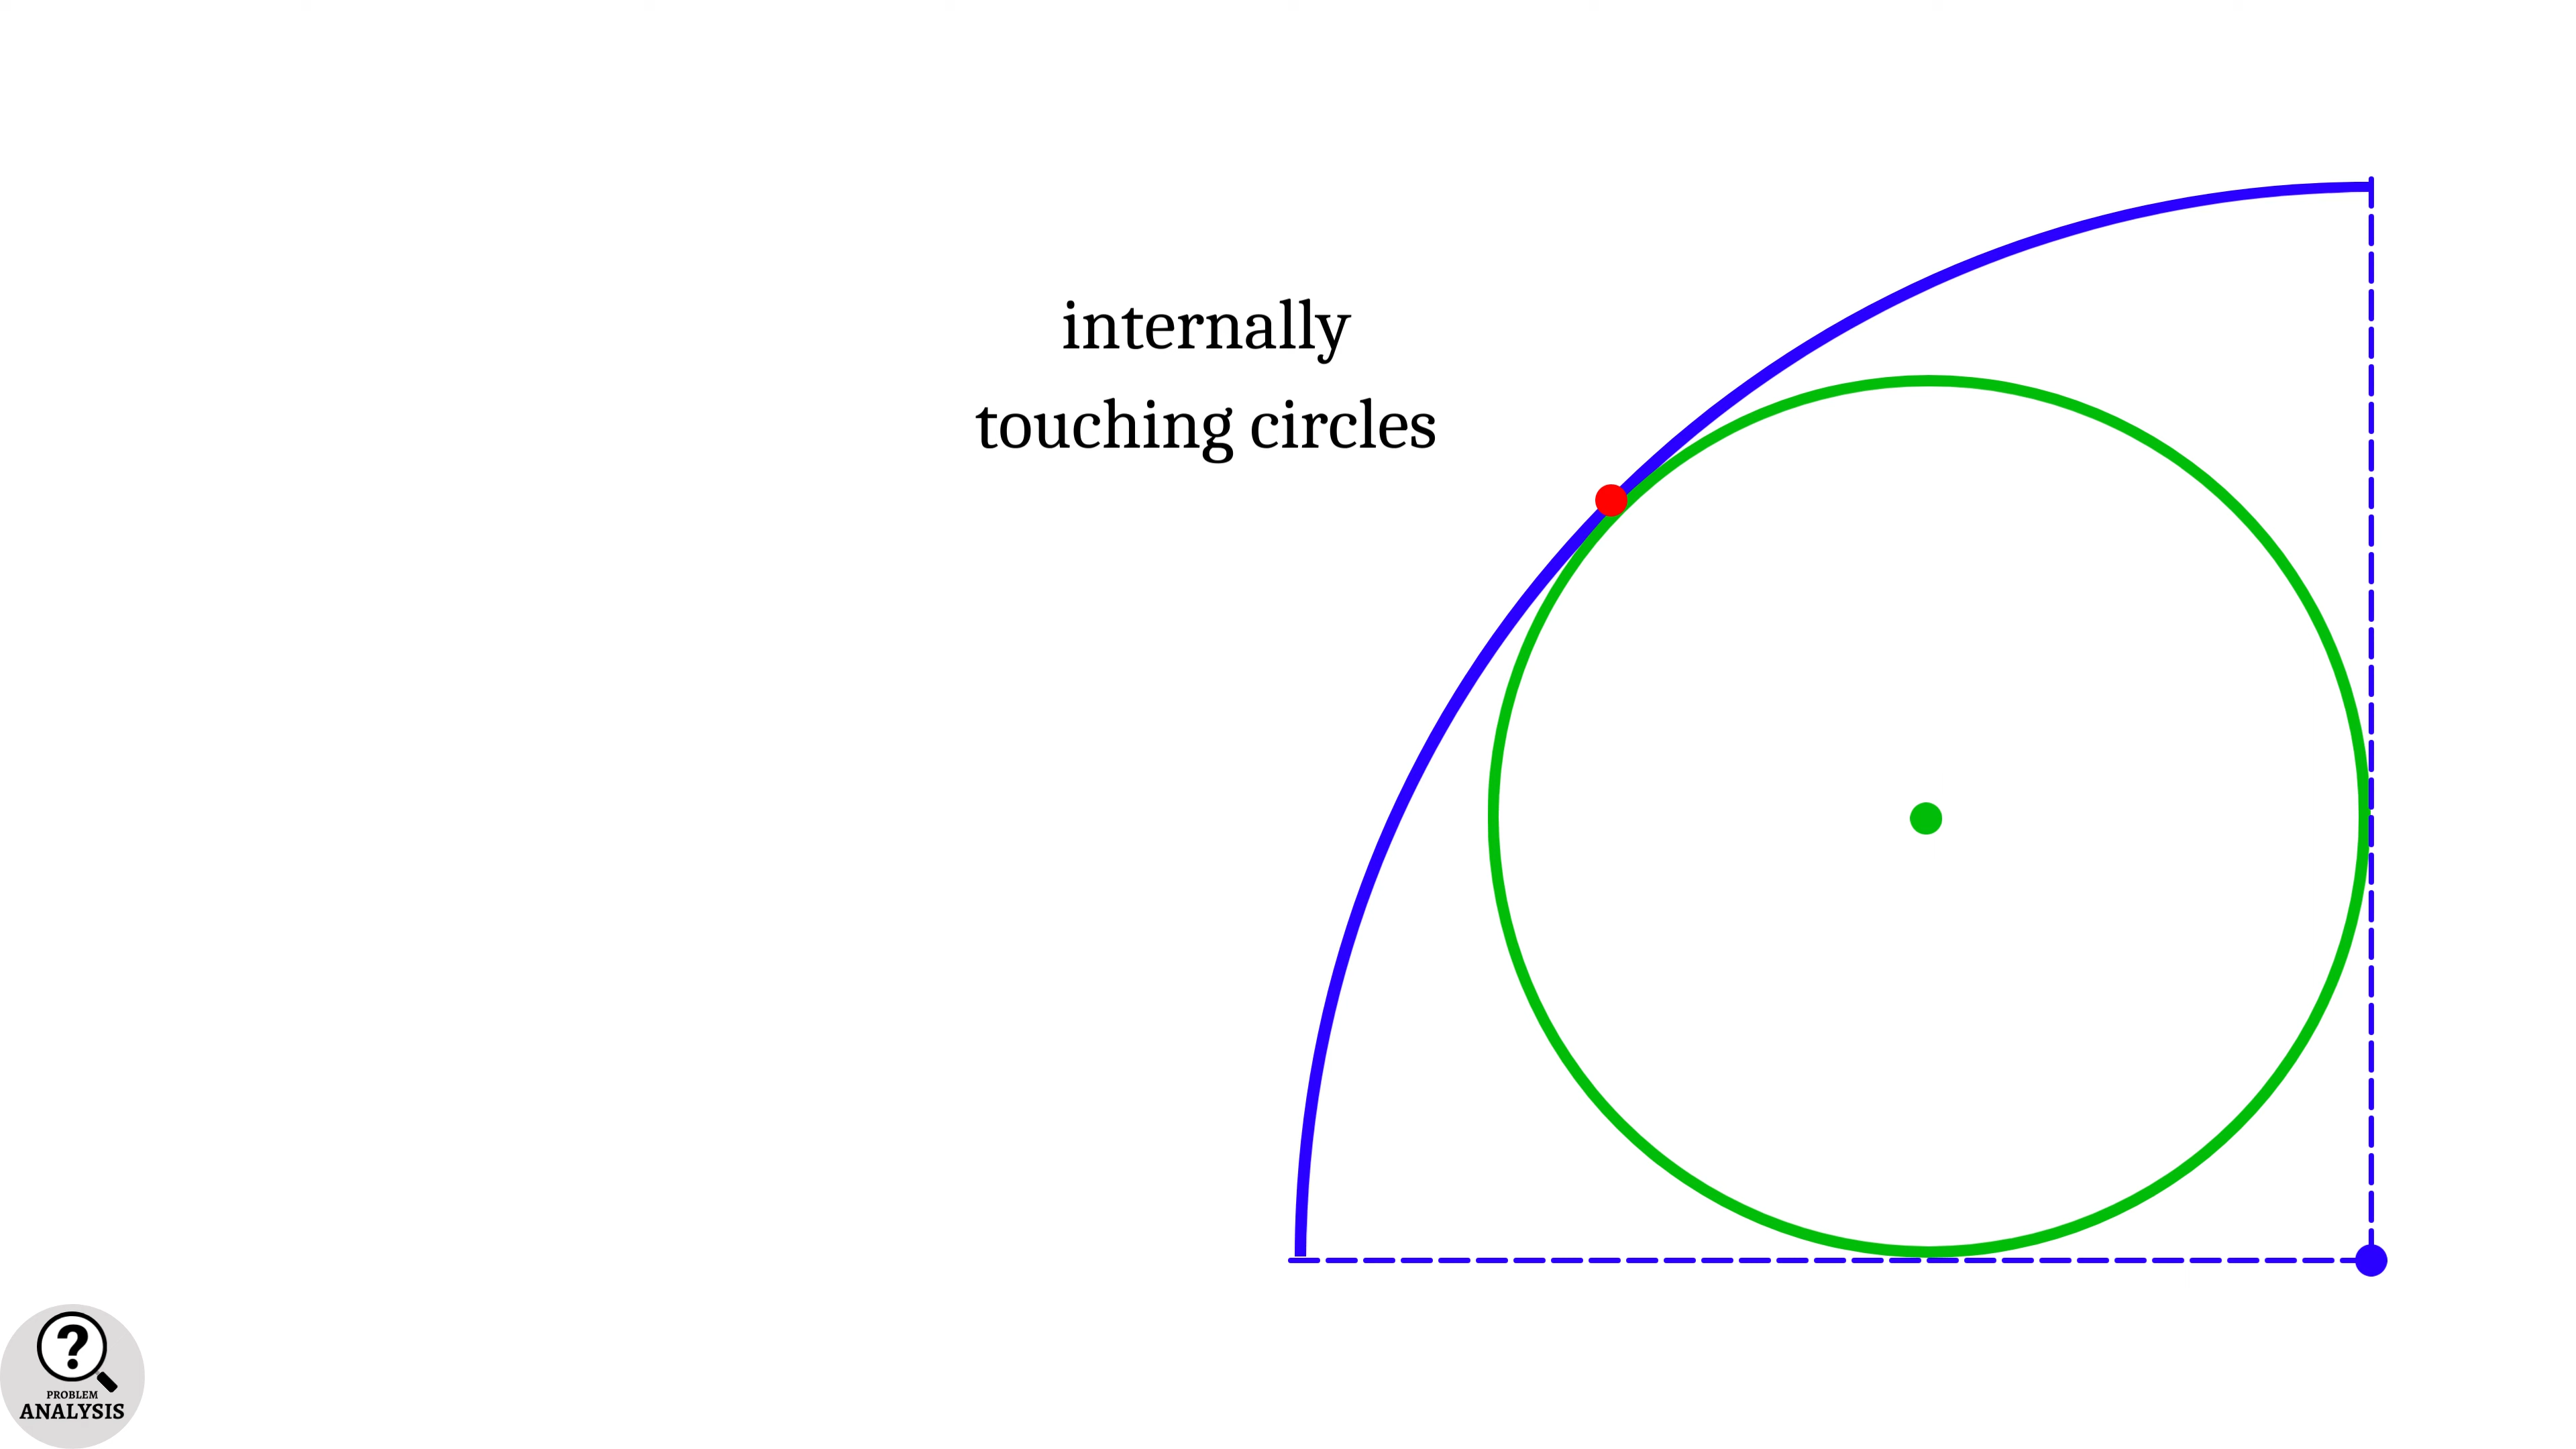 internally
touching circles
?
PROBLEM
ANALYSIS